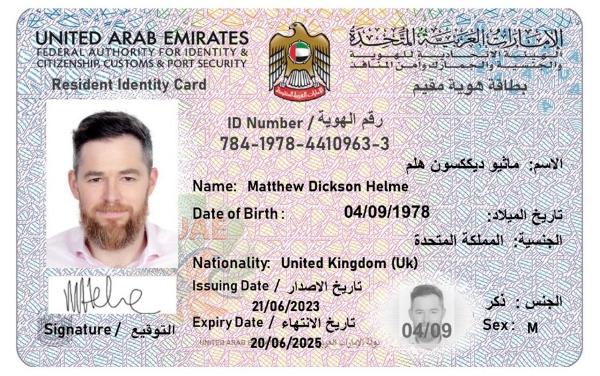 UNITED ARAB EMIRATES
FEDERAL AUTHORITY FOR IDENTITY &
CITIZENSHIP, CUSTOMS & PORT SECURITY
Resident Identity Card
الإمارات العربية المتحدة
الهيئة الاتحادية للهوية
والجنسية والجمارك وأمن المنافذ
بطاقة هوية مقيم
ID Number / رقم الهوية
784-1978-4410963-3
الاسم: ماثيو ديككسون هلم
Name: Matthew Dickson Helme
Date of Birth : 04/09/1978 تاريخ الميلاد:
الجنسية: المملكة المتحدة
Nationality: United Kingdom (Uk)
Issuing Date / تاريخ الاصدار
21/06/2023
Expiry Date / تاريخ الانتهاء
20/06/2025
الجنس : ذكر
Sex : M
04/09
Signature / التوقيع
UAE